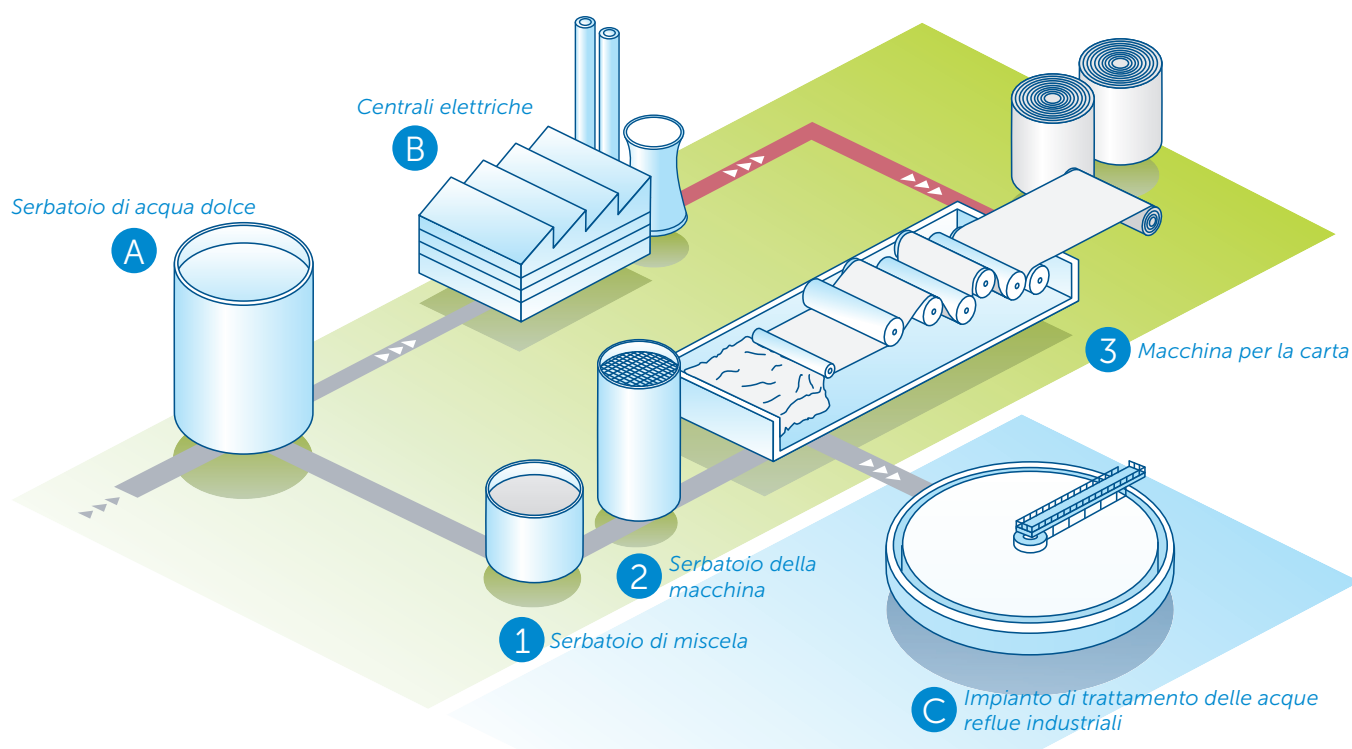 Centrali elettriche
B
Serbatoio di acqua dolce
A
3
Macchina per la carta
2
Serbatoio della
macchina
1
Serbatoio di miscela
C
Impianto di trattamento delle acque
reflue industriali